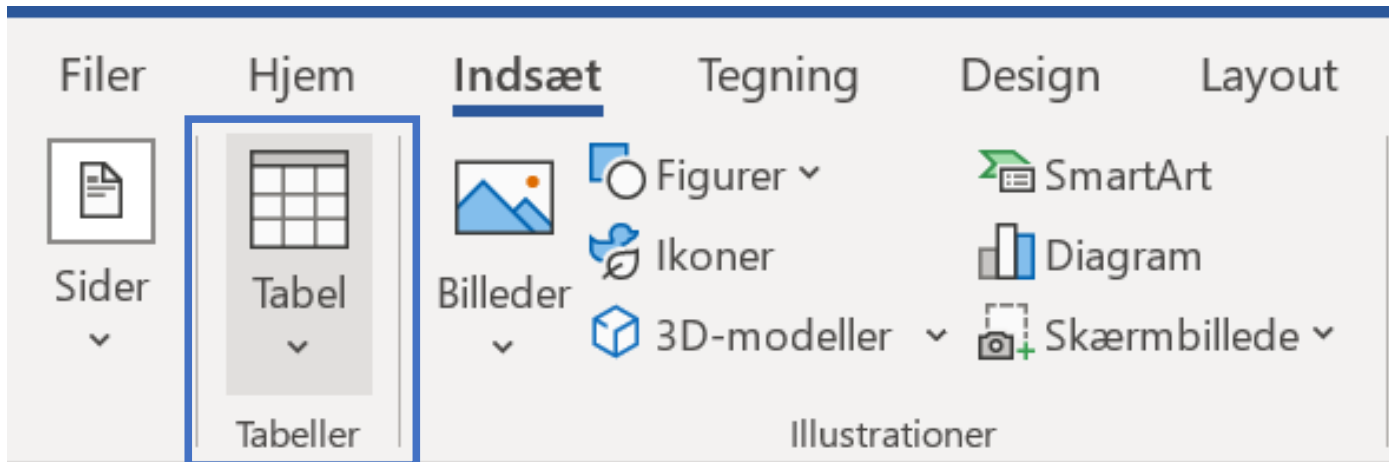 Filer Hjem Indsæt Tegning Design Layout
Sider
Tabel
Tabeller
Billeder
Figurer
Ikoner
3D-modeller
SmartArt
Diagram
Skærmbillede
Illustrationer